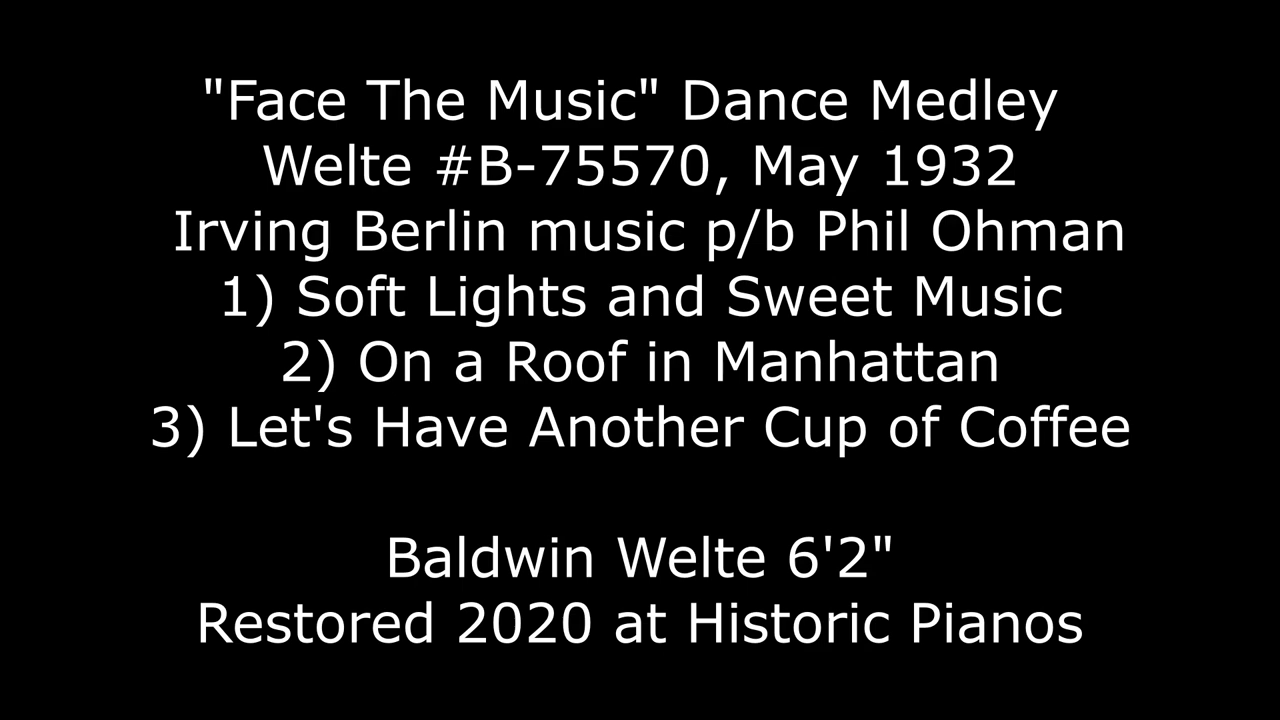 "Face The Music" Dance Medley
Welte #B-75570, May 1932
Irving Berlin music p/b Phil Ohman
1) Soft Lights and Sweet Music
2) On a Roof in Manhattan
3) Let's Have Another Cup of Coffee
Baldwin Welte 6'2"
Restored 2020 at Historic Pianos